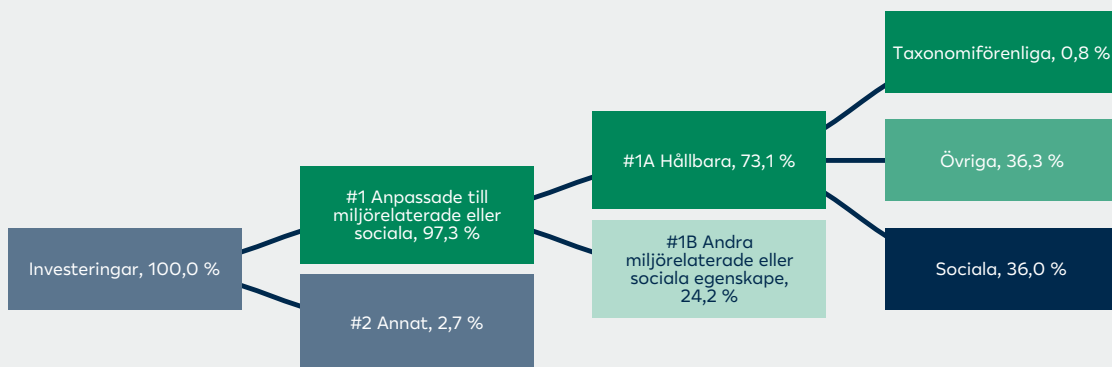 Investeringar, 100,0 %
#1 Anpassade till
miljörelaterade eller
sociala, 97,3 %
#2 Annat, 2,7 %
#1A Hållbara, 73,1 %
#1B Andra
miljörelaterade eller
sociala egenskape,
24,2 %
Taxonomiförenliga, 0,8 %
Övriga, 36,3 %
Sociala, 36,0 %